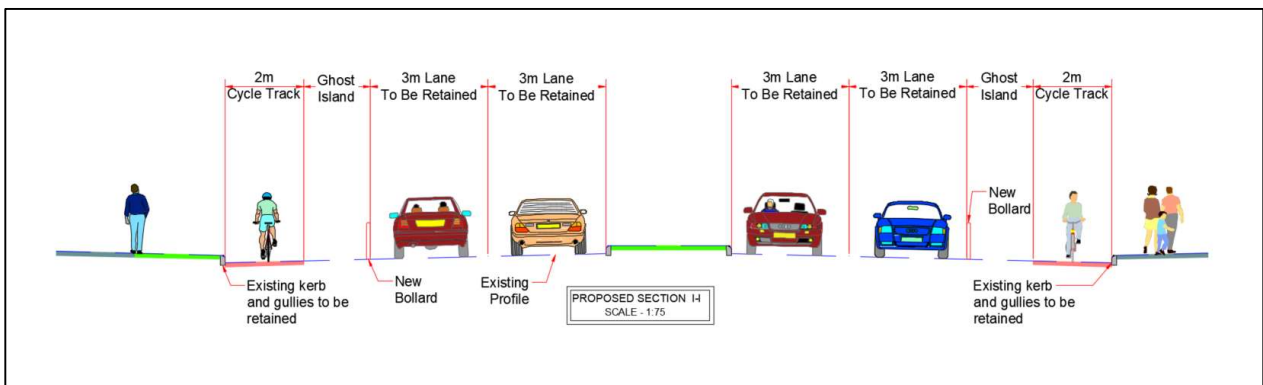 2m
Cycle Track
Ghost
Island
3m Lane
To Be Retained
3m Lane
To Be Retained
3m Lane
To Be Retained
3m Lane
To Be Retained
Ghost
Island
2m
Cycle Track
New
Bollard
Existing kerb
and gullies to be
retained
New
Bollard
Existing
Profile
Existing kerb
and gullies to be
retained
PROPOSED SECTION I-I
SCALE - 1:75